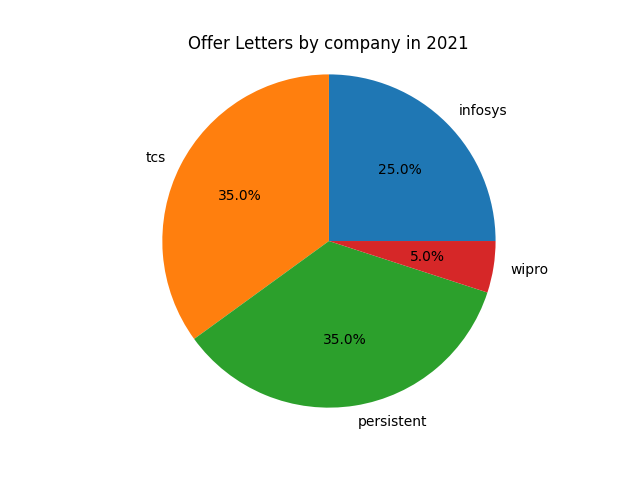 Offer Letters by company in 2021
infosys
25.0%
tcs
35.0%
5.0%
wipro
35.0%
persistent